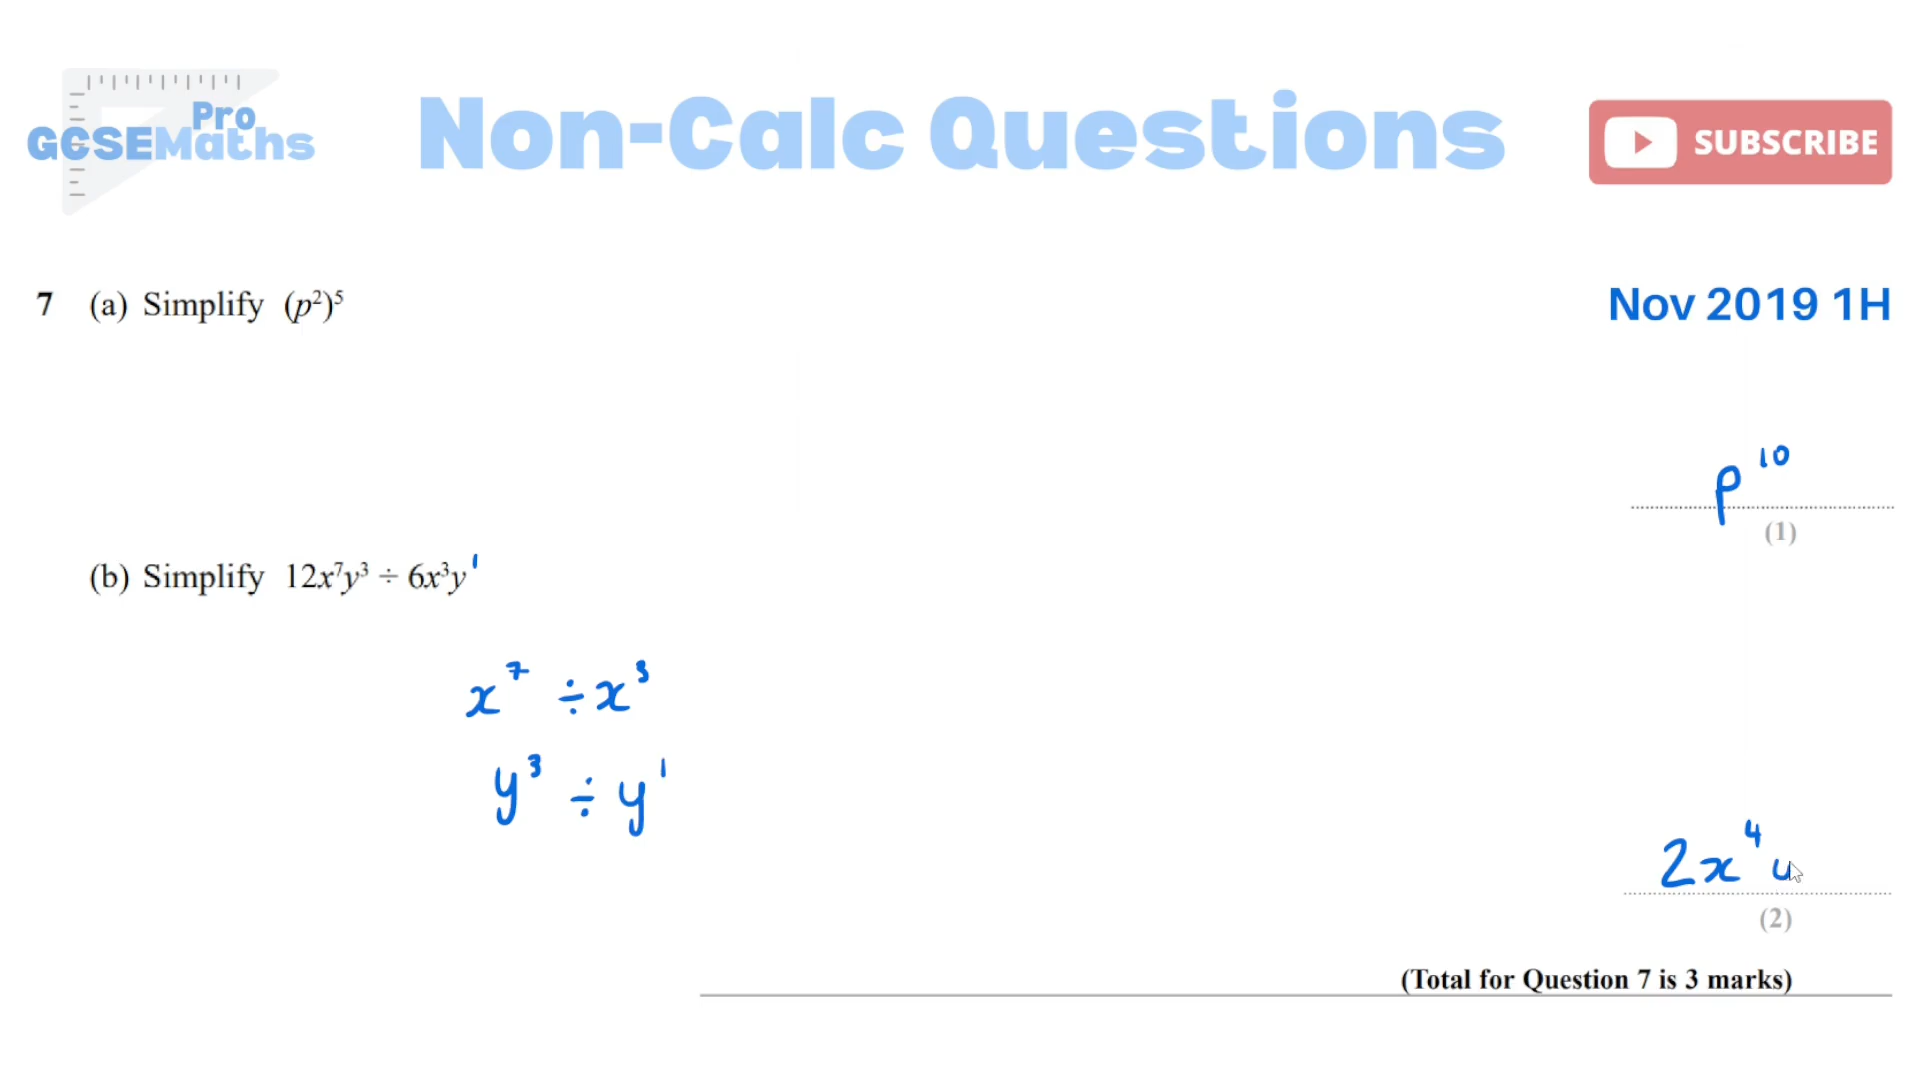 Pro
GCSEMaths
Non-Calc Questions
SUBSCRIBE
7 (a) Simplify (p²)⁵
Nov 2019 1H
p¹⁰
(1)
(b) Simplify 12x⁷y³ ÷ 6x³y¹
x⁷ ÷ x³
y³ ÷ y¹
2x⁴
(2)
(Total for Question 7 is 3 marks)